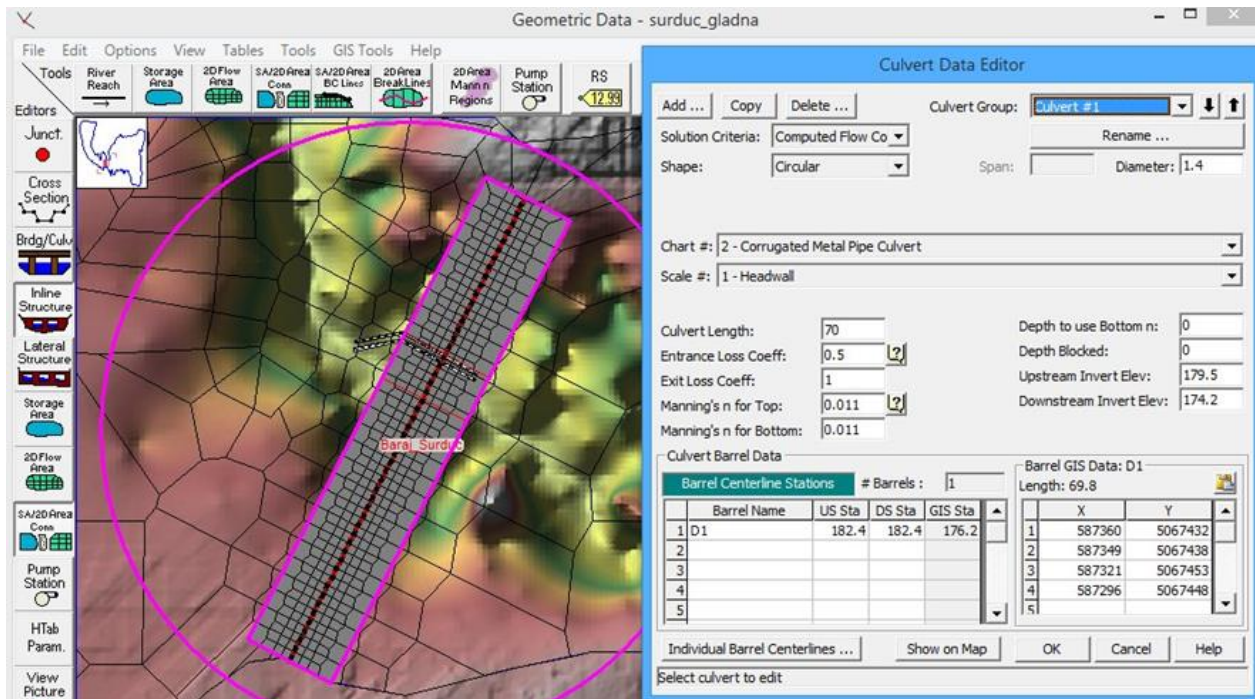 Geometric Data - surduc_gladna
File Edit Options View Tables Tools GIS Tools Help
Tools
Editors
River
Reach
Storage
Area
2D Flow
Area
SA/2D Area
Conn
SA/2D Area
BC Lines
2D Area
BreakLines
2D Area
Mann n
Regions
Pump
Station
RS
12.99
Junct.
Cross
Section
Brdg/Culv
Inline
Structure
Lateral
Structure
Storage
Area
2D Flow
Area
SA/2D Area
Conn
Pump
Station
HTab
Param.
View
Picture
Baraj_Surduc
Culvert Data Editor
Add ... Copy Delete ... Culvert Group: Culvert #1
Solution Criteria: Computed Flow Co Rename ...
Shape: Circular Span: Diameter: 1.4
Chart #: 2 - Corrugated Metal Pipe Culvert
Scale #: 1 - Headwall
Culvert Length: 70 Depth to use Bottom n: 0
Entrance Loss Coeff: 0.5 ? Depth Blocked: 0
Exit Loss Coeff: 1 Upstream Invert Elev: 179.5
Manning's n for Top: 0.011 ? Downstream Invert Elev: 174.2
Manning's n for Bottom: 0.011
Culvert Barrel Data
Barrel Centerline Stations # Barrels : 1
Barrel Name US Sta DS Sta GIS Sta
1 D1 182.4 182.4 176.2
2
3
4
5
Barrel GIS Data: D1
Length: 69.8
X Y
1 587360 5067432
2 587349 5067438
3 587321 5067453
4 587296 5067448
5
Individual Barrel Centerlines ... Show on Map OK Cancel Help
Select culvert to edit